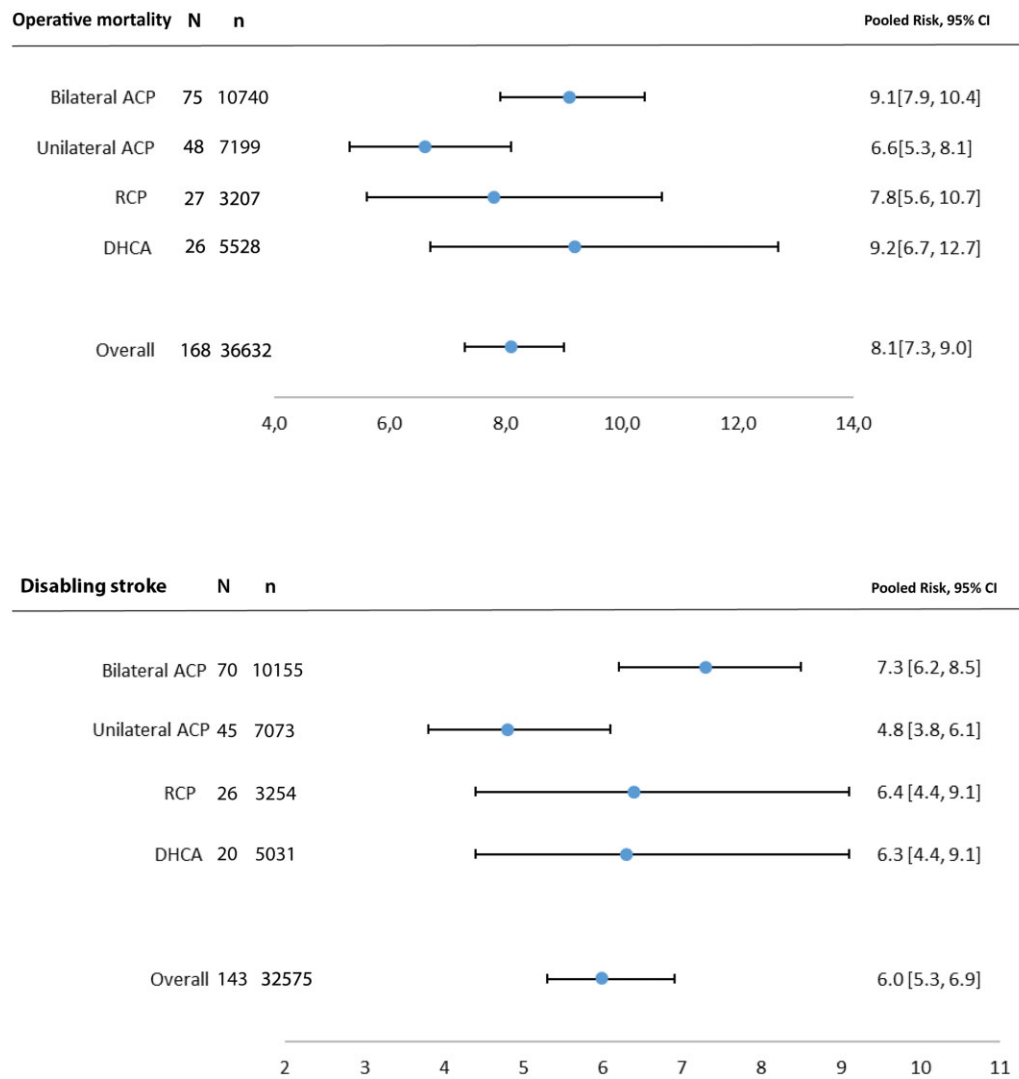 Operative mortality N n Pooled Risk, 95% CI
Bilateral ACP 75 10740 9.1[7.9, 10.4]
Unilateral ACP 48 7199 6.6[5.3, 8.1]
RCP 27 3207 7.8[5.6, 10.7]
DHCA 26 5528 9.2[6.7, 12.7]
Overall 168 36632 8.1[7.3, 9.0]
4,0 6,0 8,0 10,0 12,0 14,0
Disabling stroke N n Pooled Risk, 95% CI
Bilateral ACP 70 10155 7.3 [6.2, 8.5]
Unilateral ACP 45 7073 4.8 [3.8, 6.1]
RCP 26 3254 6.4 [4.4, 9.1]
DHCA 20 5031 6.3 [4.4, 9.1]
Overall 143 32575 6.0 [5.3, 6.9]
2 3 4 5 6 7 8 9 10 11